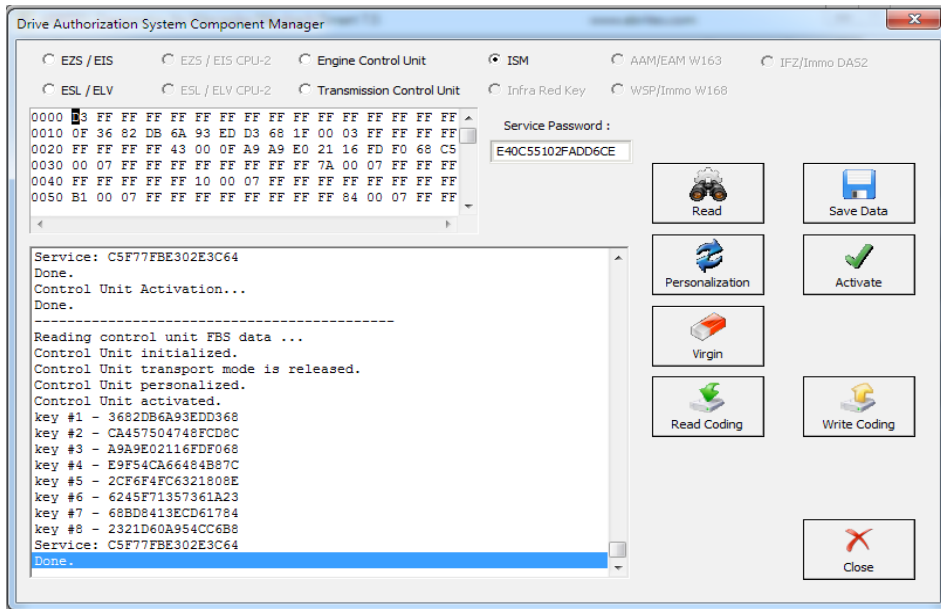 Drive Authorization System Component Manager
EZS / EIS
EZS / EIS CPU-2
Engine Control Unit
ISM
AAM/EAM W163
IFZ/Immo DAS2
ESL / ELV
ESL / ELV CPU-2
Transmission Control Unit
Infra Red Key
WSP/Immo W168
0000 D3 FF FF FF FF FF FF FF FF FF FF FF FF FF FF FF
0010 0F 36 82 DB 6A 93 ED D3 68 1F 00 03 FF FF FF FF
0020 FF FF FF FF 43 00 0F A9 A9 E0 21 16 FD F0 68 C5
0030 00 07 FF FF FF FF FF FF FF FF 7A 00 07 FF FF FF
0040 FF FF FF FF FF 10 00 07 FF FF FF FF FF FF FF FF
0050 B1 00 07 FF FF FF FF FF FF FF FF 84 00 07 FF FF
Service Password :
E40C55102FADD6CE
Read
Save Data
Personalization
Activate
Virgin
Read Coding
Write Coding
Close
Service: C5F77FBE302E3C64
Done.
Control Unit Activation...
Done.
--------------------------------------------
Reading control unit FBS data ...
Control Unit initialized.
Control Unit transport mode is released.
Control Unit personalized.
Control Unit activated.
key #1 - 3682DB6A93EDD368
key #2 - CA457504748FCD8C
key #3 - A9A9E02116FDF068
key #4 - E9F54CA66484B87C
key #5 - 2CF6F4FC6321808E
key #6 - 6245F71357361A23
key #7 - 68BD8413ECD61784
key #8 - 2321D60A954CC6B8
Service: C5F77FBE302E3C64
Done.